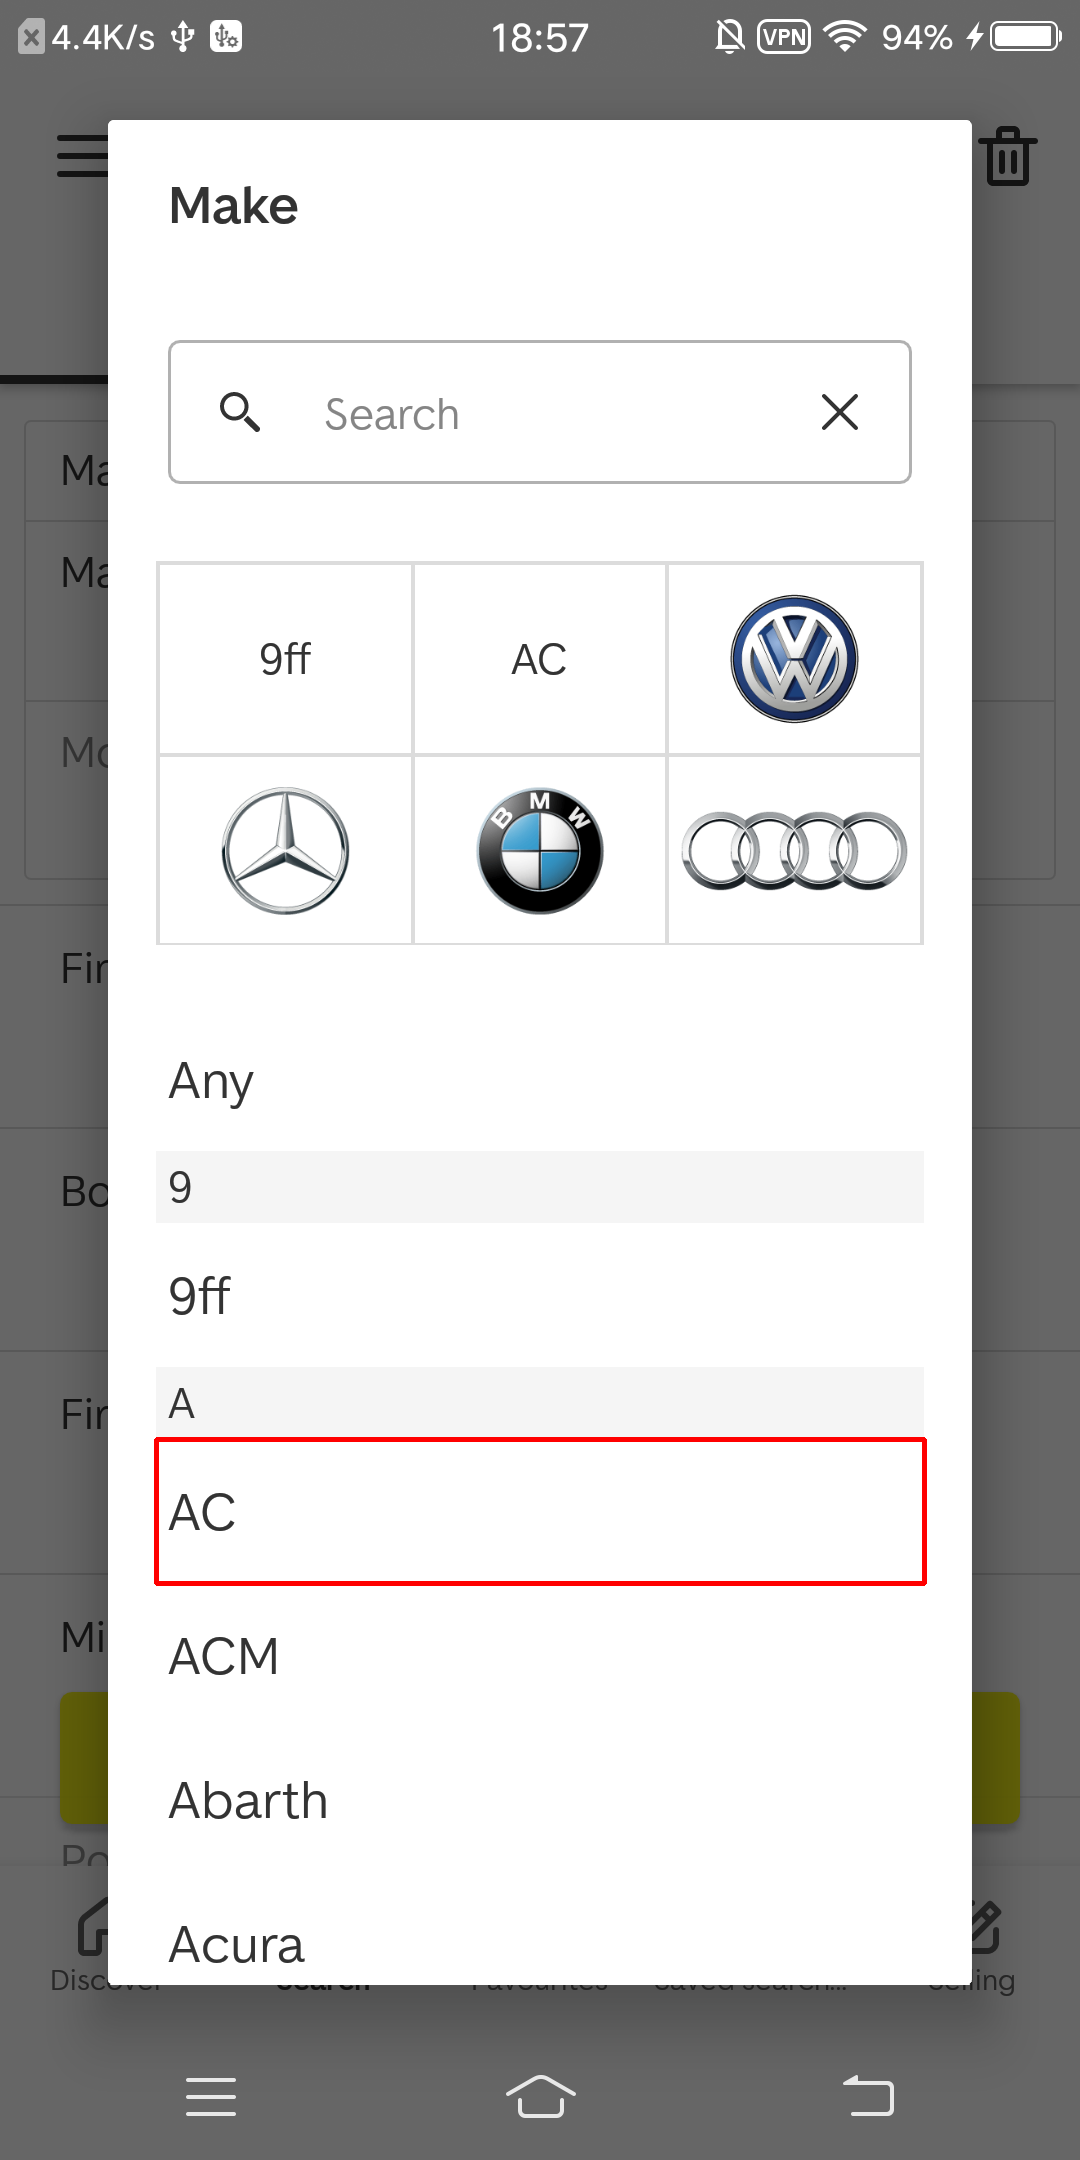 4.4K/s 18:57 VPN 94%
Make
Search
Ma
Ma
9ff AC
Mo
B M W
Fir
Any
9
Bo
9ff
A
Fir
AC
Mi
ACM
Abarth
Po
Acura
Discover Search Favourites Saved search... Selling